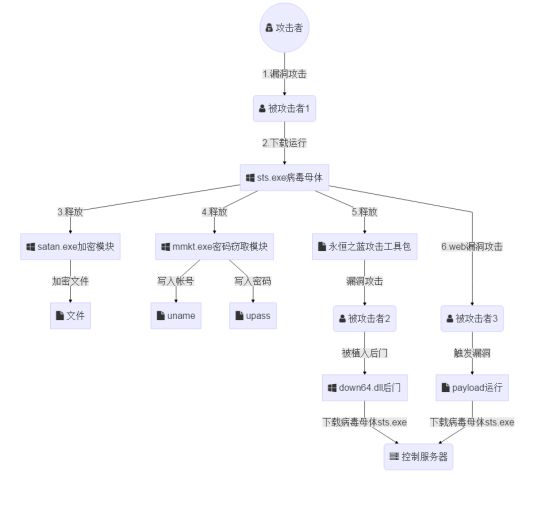 攻击者
1.漏洞攻击
被攻击者1
2.下载运行
sts.exe病毒母体
3.释放
4.释放
5.释放
6.web漏洞攻击
satan.exe加密模块
mmkt.exe密码窃取模块
永恒之蓝攻击工具包
加密文件
写入帐号
写入密码
漏洞攻击
文件
uname
upass
被攻击者2
被攻击者3
被植入后门
触发漏洞
down64.dll后门
payload运行
下载病毒母体sts.exe
下载病毒母体sts.exe
控制服务器